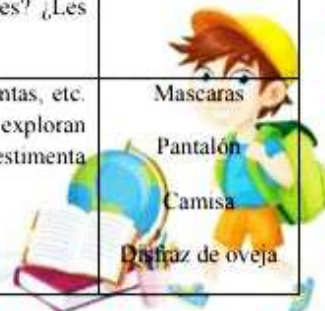 es? ¿Les
ntas, etc.
exploran
estimenta
Mascaras
Pantalón
Camisa
Disfraz de oveja